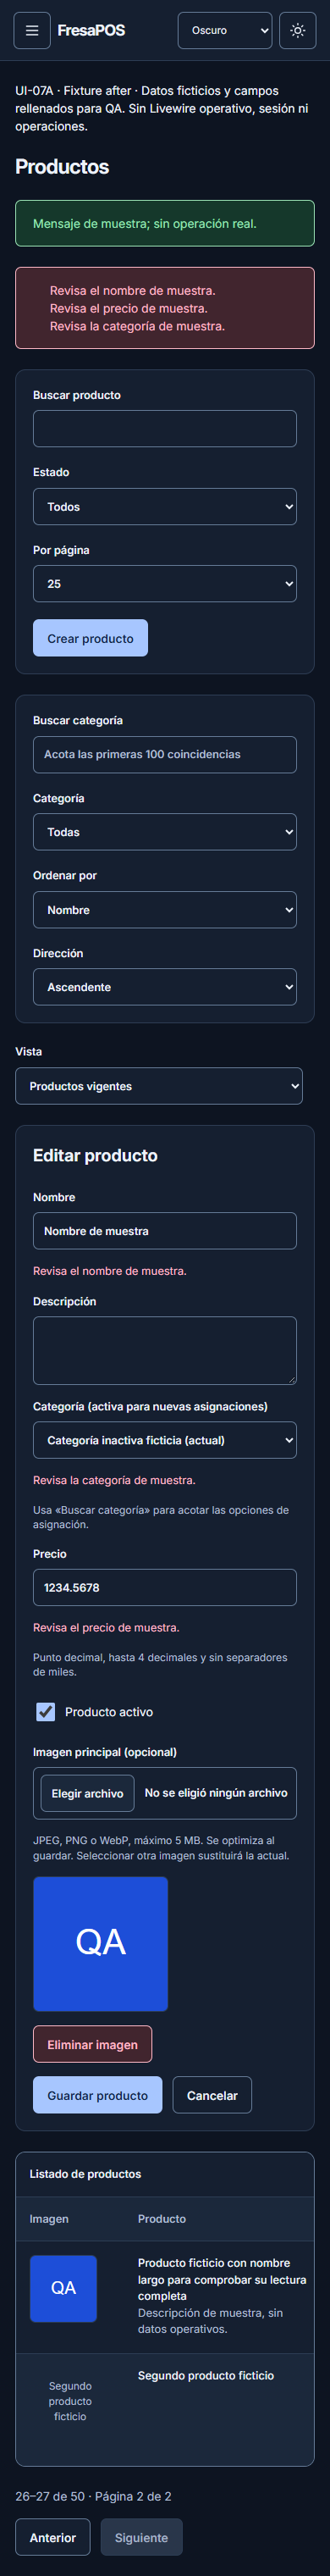 FresaPOS
Oscuro
UI-07A · Fixture after · Datos ficticios y campos
rellenados para QA. Sin Livewire operativo, sesión ni
operaciones.
Productos
Mensaje de muestra; sin operación real.
Revisa el nombre de muestra.
Revisa el precio de muestra.
Revisa la categoría de muestra.
Buscar producto
Estado
Todos
Por página
25
Crear producto
Buscar categoría
Acota las primeras 100 coincidencias
Categoría
Todas
Ordenar por
Nombre
Dirección
Ascendente
Vista
Productos vigentes
Editar producto
Nombre
Nombre de muestra
Revisa el nombre de muestra.
Descripción
Categoría (activa para nuevas asignaciones)
Categoría inactiva ficticia (actual)
Revisa la categoría de muestra.
Usa «Buscar categoría» para acotar las opciones de
asignación.
Precio
1234.5678
Revisa el precio de muestra.
Punto decimal, hasta 4 decimales y sin separadores
de miles.
Producto activo
Imagen principal (opcional)
Elegir archivo No se eligió ningún archivo
JPEG, PNG o WebP, máximo 5 MB. Se optimiza al
guardar. Seleccionar otra imagen sustituirá la actual.
QA
Eliminar imagen
Guardar producto Cancelar
Listado de productos
Imagen Producto
QA
Producto ficticio con nombre
largo para comprobar su lectura
completa
Descripción de muestra, sin
datos operativos.
Segundo
producto
ficticio
Segundo producto ficticio
26–27 de 50 · Página 2 de 2
Anterior Siguiente